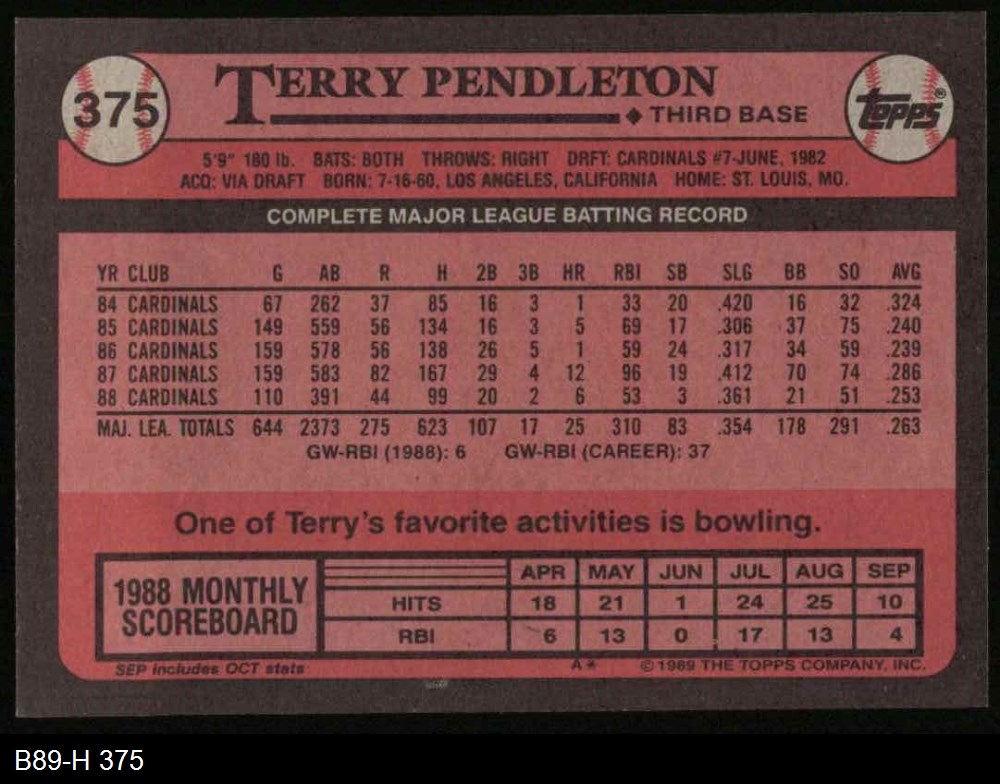 375
TERRY PENDLETON
THIRD BASE
topps®
5'9" 180 lb. BATS: BOTH THROWS: RIGHT DRFT: CARDINALS #7-JUNE, 1982
ACQ: VIA DRAFT BORN: 7-16-60, LOS ANGELES, CALIFORNIA HOME: ST. LOUIS, MO.
COMPLETE MAJOR LEAGUE BATTING RECORD
YR CLUB G AB R H 2B 3B HR RBI SB SLG BB SO AVG
84 CARDINALS 67 262 37 85 16 3 1 33 20 .420 16 32 .324
85 CARDINALS 149 559 56 134 16 3 5 69 17 .306 37 75 .240
86 CARDINALS 159 578 56 138 26 5 1 59 24 .317 34 59 .239
87 CARDINALS 159 583 82 167 29 4 12 96 19 .412 70 74 .286
88 CARDINALS 110 391 44 99 20 2 6 53 3 .361 21 51 .253
MAJ. LEA. TOTALS 644 2373 275 623 107 17 25 310 83 .354 178 291 .263
GW-RBI (1988): 6 GW-RBI (CAREER): 37
One of Terry's favorite activities is bowling.
1988 MONTHLY SCOREBOARD
APR MAY JUN JUL AUG SEP
HITS 18 21 1 24 25 10
RBI 6 13 0 17 13 4
SEP includes OCT stats A* ©1989 THE TOPPS COMPANY, INC.
B89-H 375